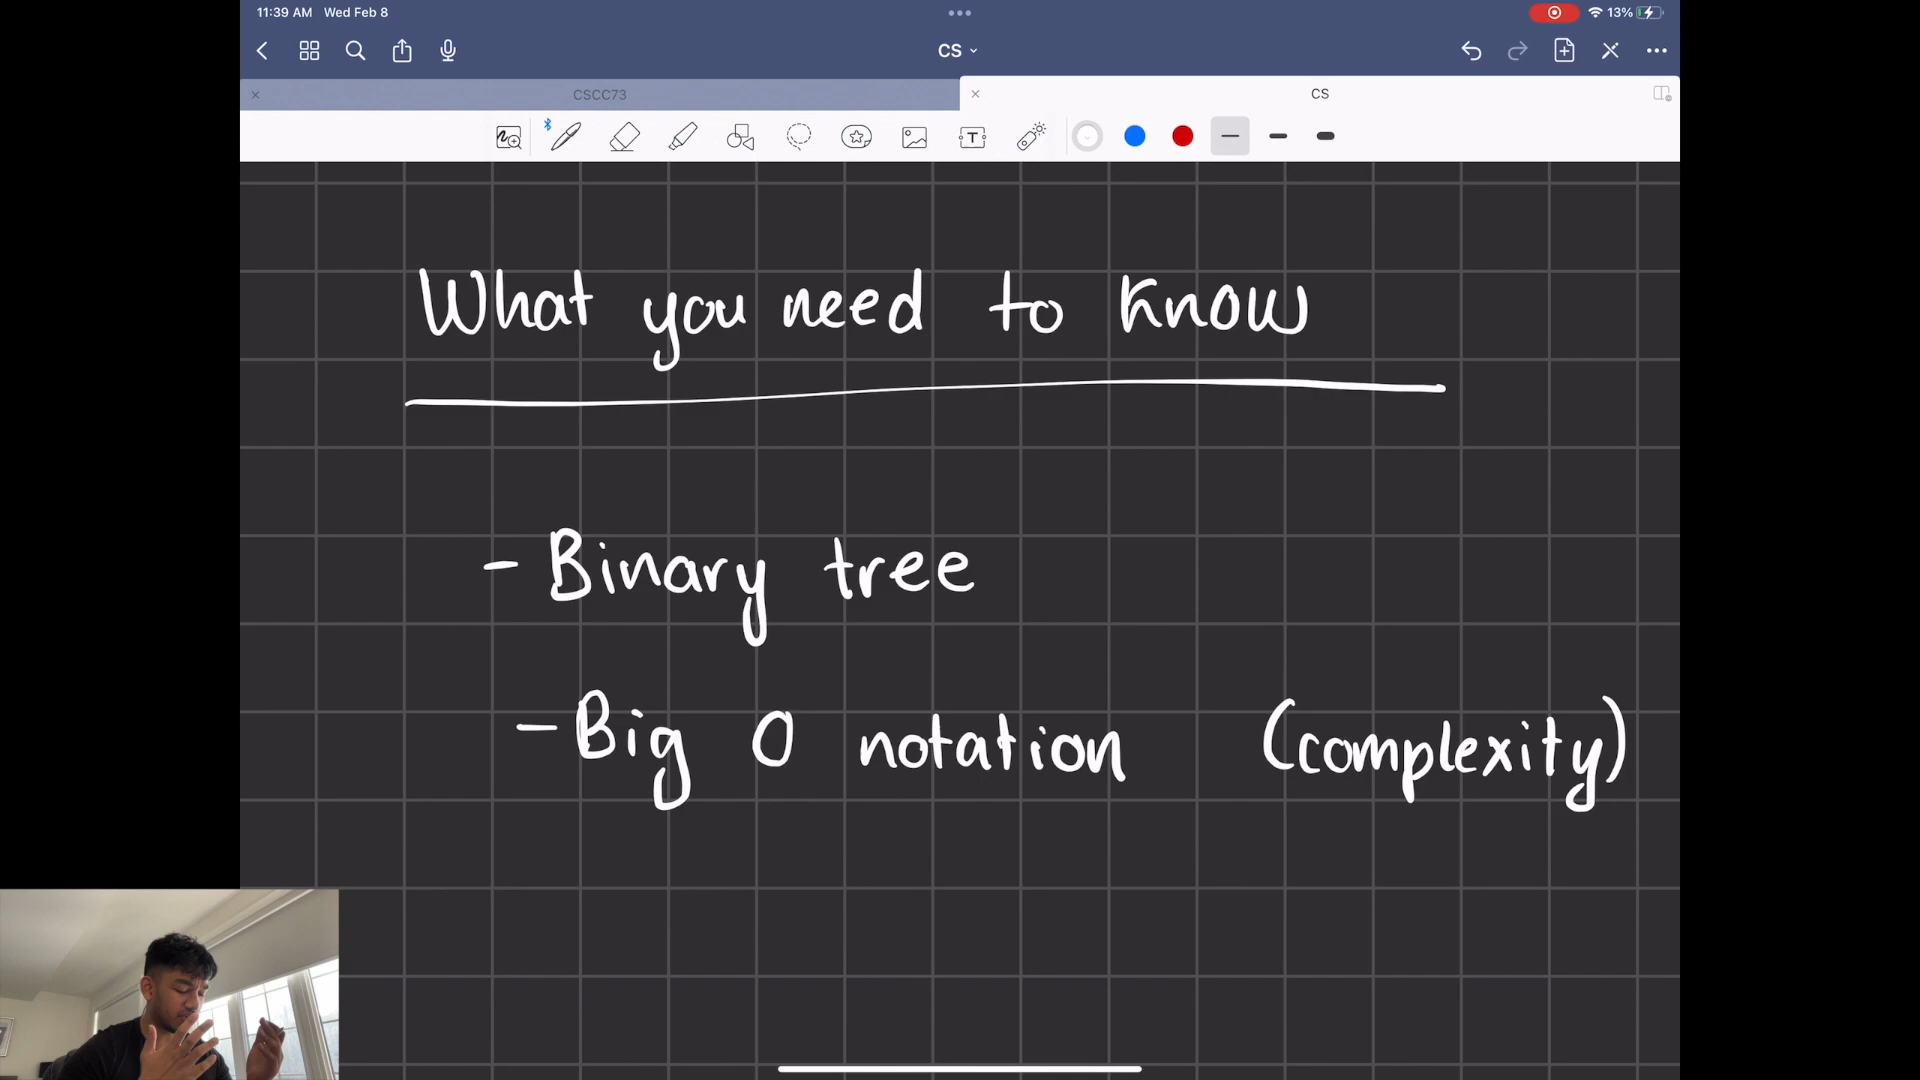 11:39 AM Wed Feb 8
13%
CS
CSCC73
CS
T
What you need to know
- Binary tree
- Big O notation (complexity)